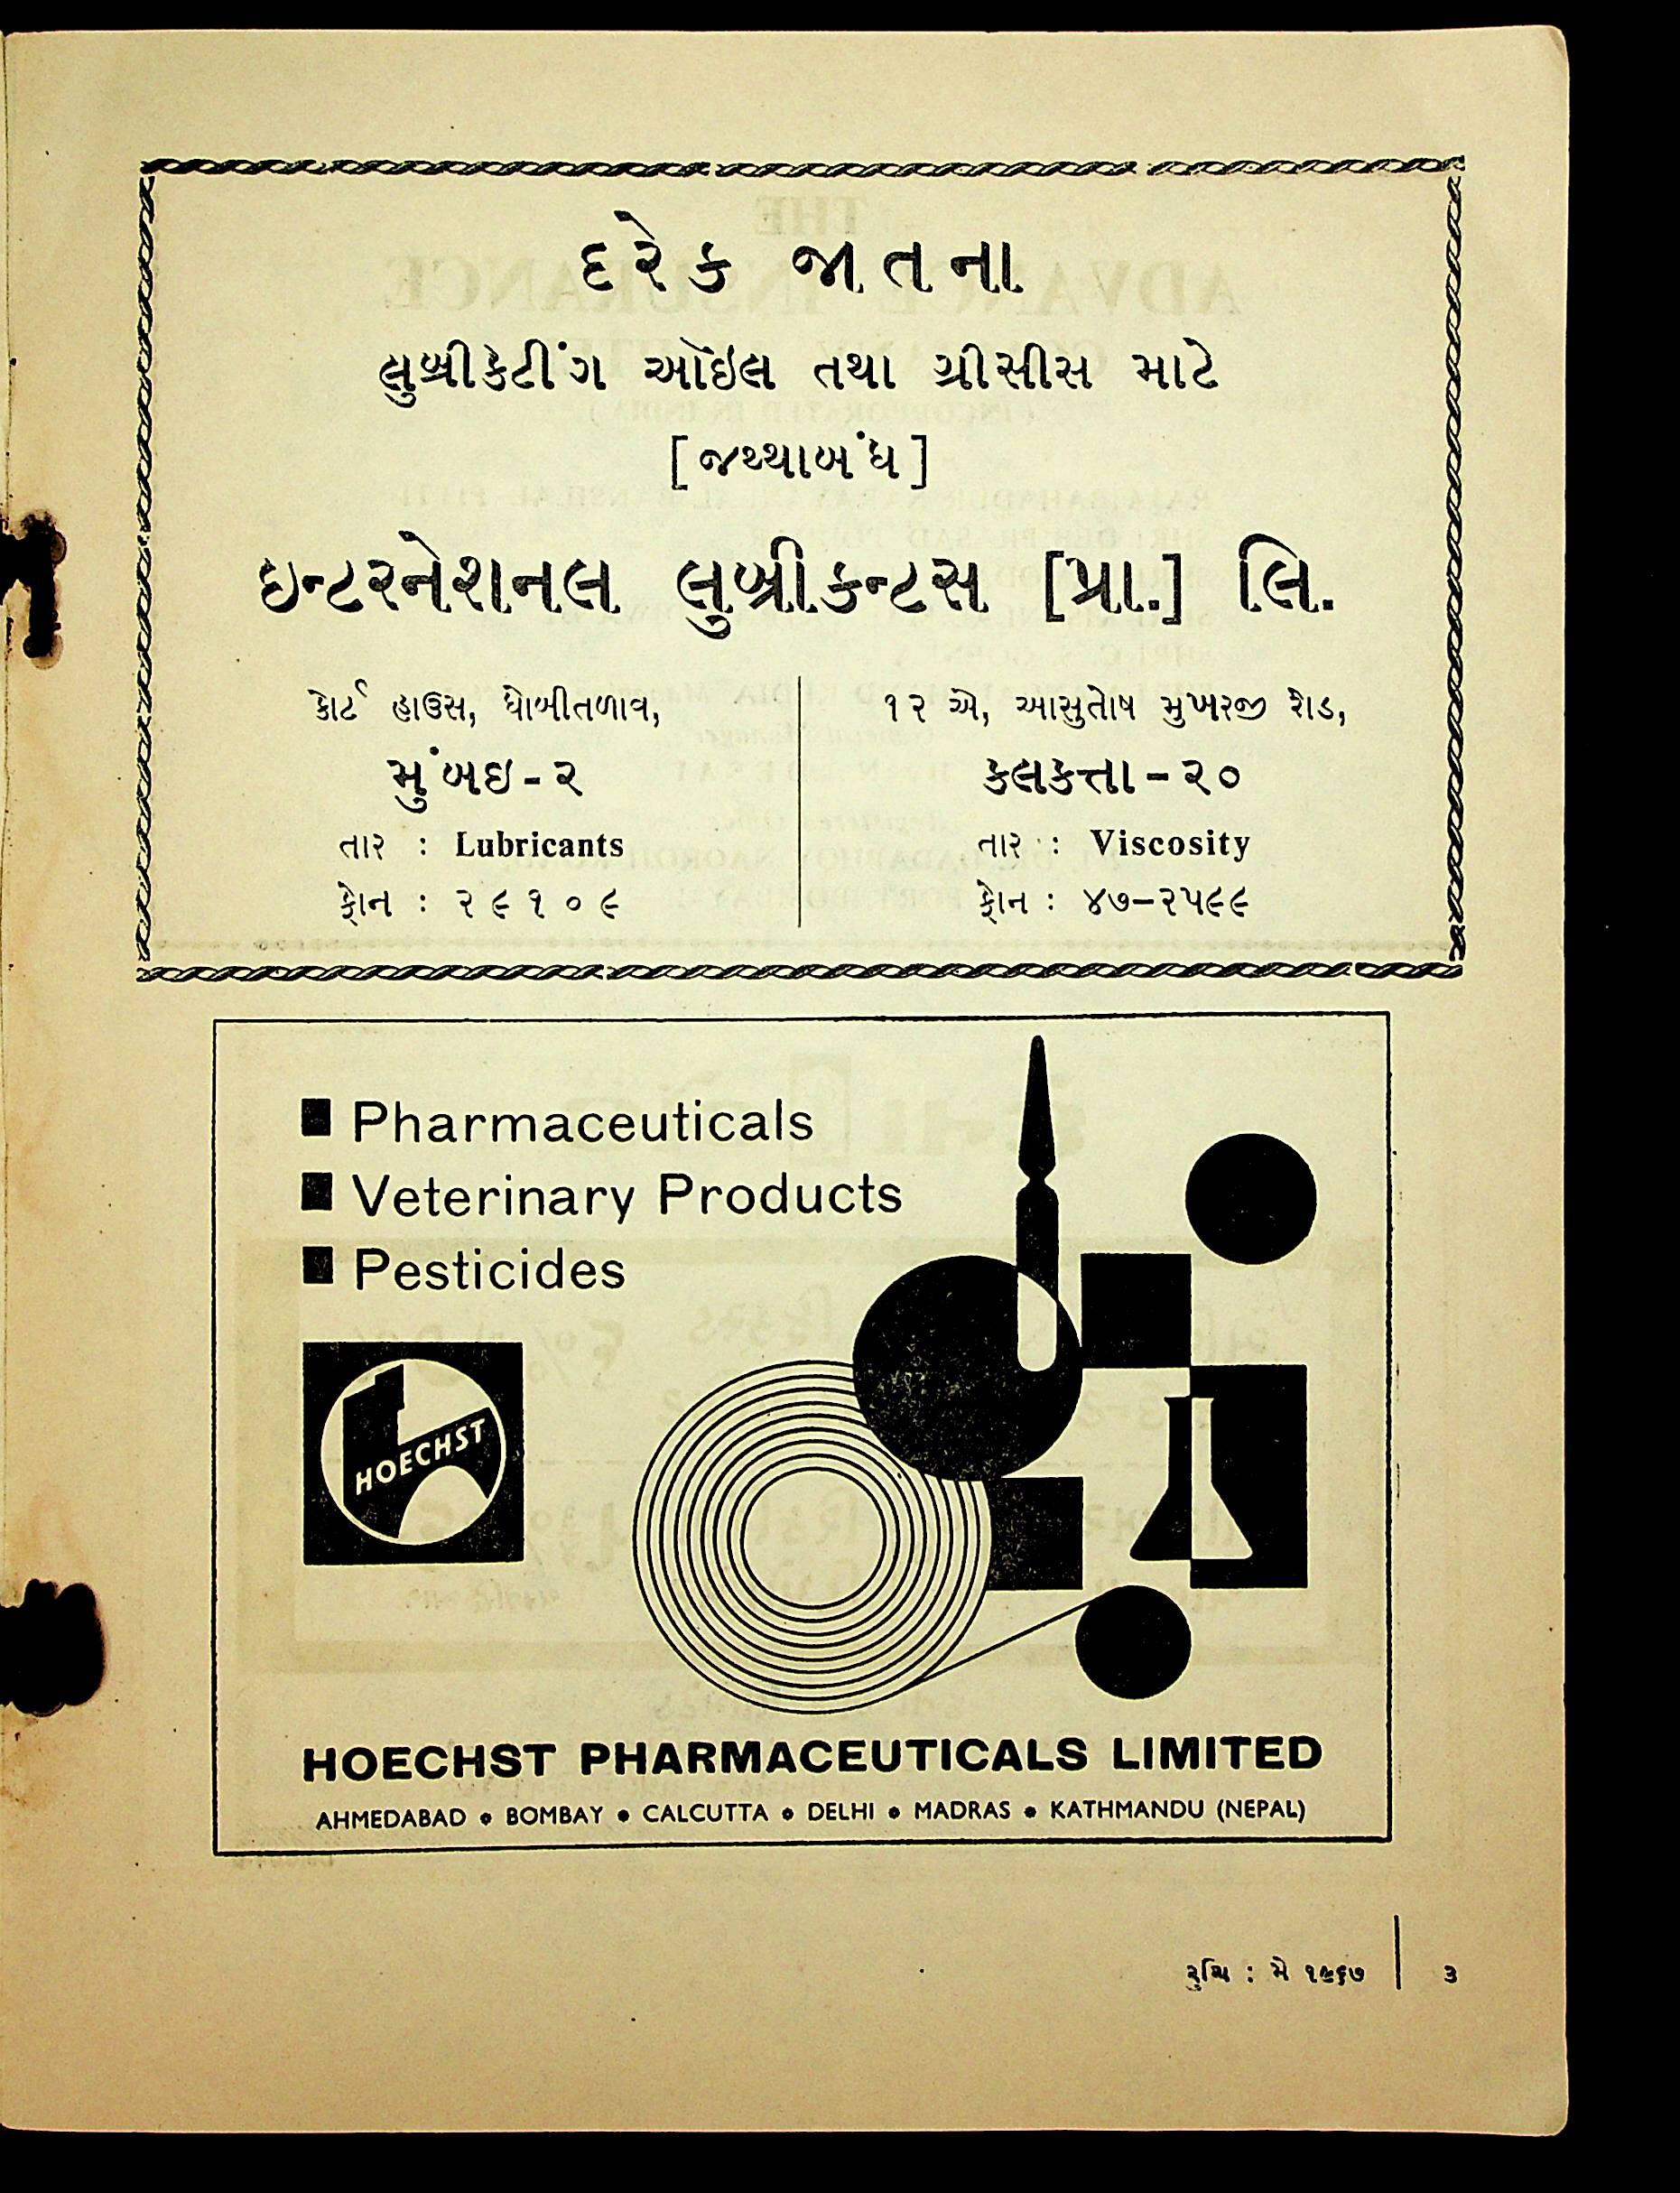 દરેક જાતના
લુબ્રીકેટીંગ ઓઇલ તથા ગ્રીસીસ માટે
[જથ્થાબંધ]
ઇન્ટરનેશનલ લુબ્રીકન્ટસ [પ્રા.] લિ.
કોર્ટ હાઉસ, ધોબીતળાવ,
મુંબઇ-૨
તાર : Lubricants
ફોન : ૨૯૧૦૯
૧૨ એ, આસુતોષ મુખરજી રોડ,
કલકત્તા-૨૦
તાર : Viscosity
ફોન : ૪૭-૨૫૯૯
Pharmaceuticals
Veterinary Products
Pesticides
HOECHST
HOECHST PHARMACEUTICALS LIMITED
AHMEDABAD • BOMBAY • CALCUTTA • DELHI • MADRAS • KATHMANDU (NEPAL)
રુચિ : મે ૧૯૬૭ | ૩